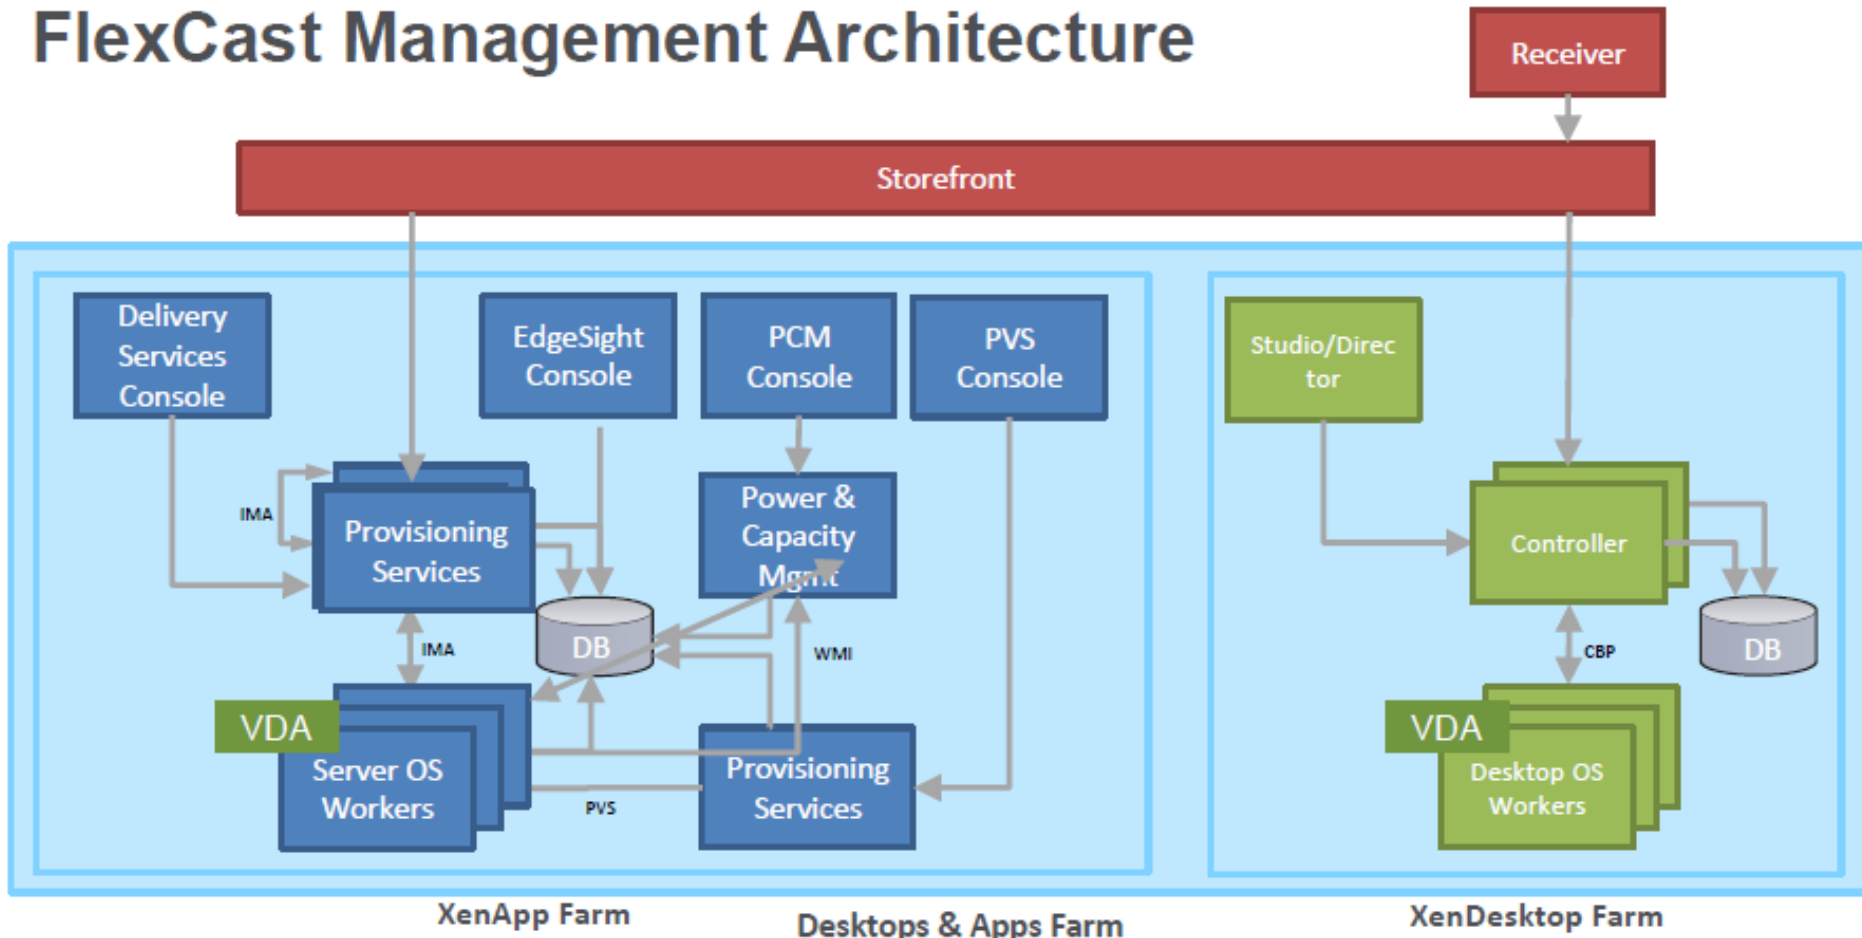 FlexCast Management Architecture
Receiver
Storefront
Delivery
Services
Console
EdgeSight
Console
PCM
Console
PVS
Console
Studio/Direc
tor
IMA
Provisioning
Services
Power &
Capacity
Mgmt
Controller
IMA
DB
WMI
CBP
DB
VDA
Server OS
Workers
PVS
Provisioning
Services
VDA
Desktop OS
Workers
XenApp Farm
Desktops & Apps Farm
XenDesktop Farm